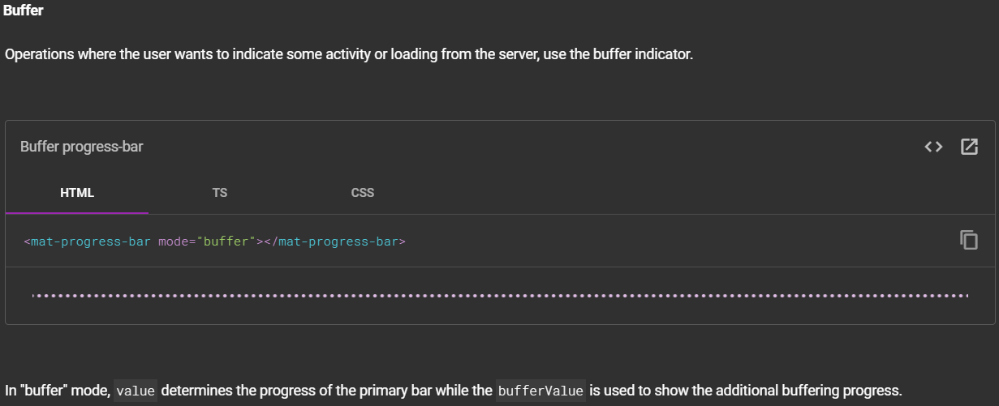 Buffer
Operations where the user wants to indicate some activity or loading from the server, use the buffer indicator.
Buffer progress-bar
HTML TS CSS
<mat-progress-bar mode="buffer"></mat-progress-bar>
In "buffer" mode, value determines the progress of the primary bar while the bufferValue is used to show the additional buffering progress.